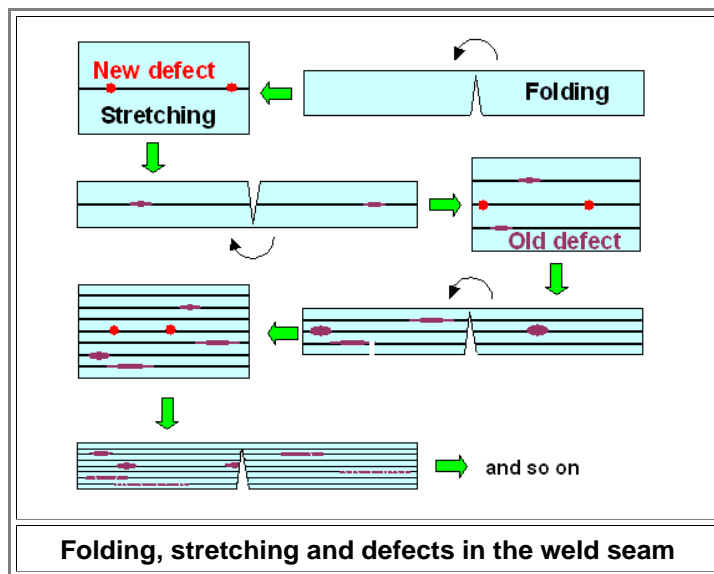 New defect
Stretching
Folding
Old defect
and so on
Folding, stretching and defects in the weld seam